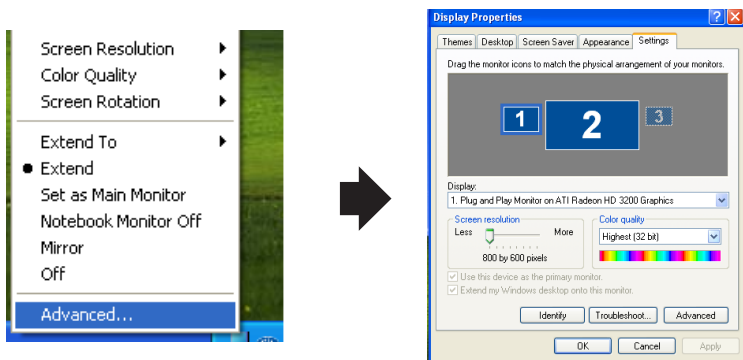 Screen Resolution
Color Quality
Screen Rotation
Extend To
Extend
Set as Main Monitor
Notebook Monitor Off
Mirror
Off
Advanced...
Display Properties
Themes Desktop Screen Saver Appearance Settings
Drag the monitor icons to match the physical arrangement of your monitors.
1 2 3
Display:
1. Plug and Play Monitor on ATI Radeon HD 3200 Graphics
Screen resolution
Less More
800 by 600 pixels
Color quality
Highest (32 bit)
Use this device as the primary monitor.
Extend my Windows desktop onto this monitor.
Identify Troubleshoot... Advanced
OK Cancel Apply